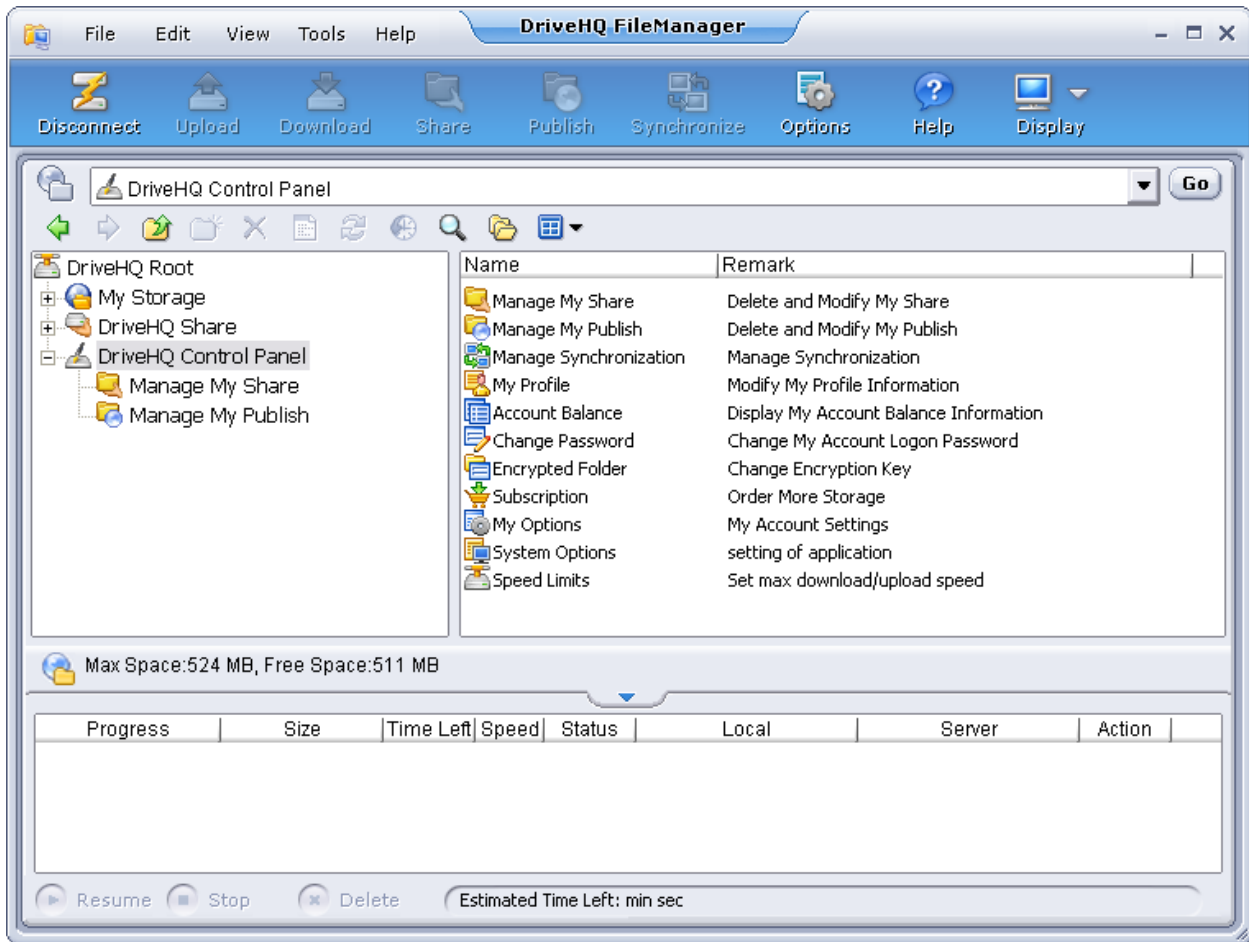 DriveHQ FileManager
File Edit View Tools Help
Disconnect Upload Download Share Publish Synchronize Options Help Display
DriveHQ Control Panel Go
DriveHQ Root
My Storage
DriveHQ Share
DriveHQ Control Panel
Manage My Share
Manage My Publish
Name Remark
Manage My Share Delete and Modify My Share
Manage My Publish Delete and Modify My Publish
Manage Synchronization Manage Synchronization
My Profile Modify My Profile Information
Account Balance Display My Account Balance Information
Change Password Change My Account Logon Password
Encrypted Folder Change Encryption Key
Subscription Order More Storage
My Options My Account Settings
System Options setting of application
Speed Limits Set max download/upload speed
Max Space:524 MB, Free Space:511 MB
Progress Size Time Left Speed Status Local Server Action
Resume Stop Delete Estimated Time Left: min sec